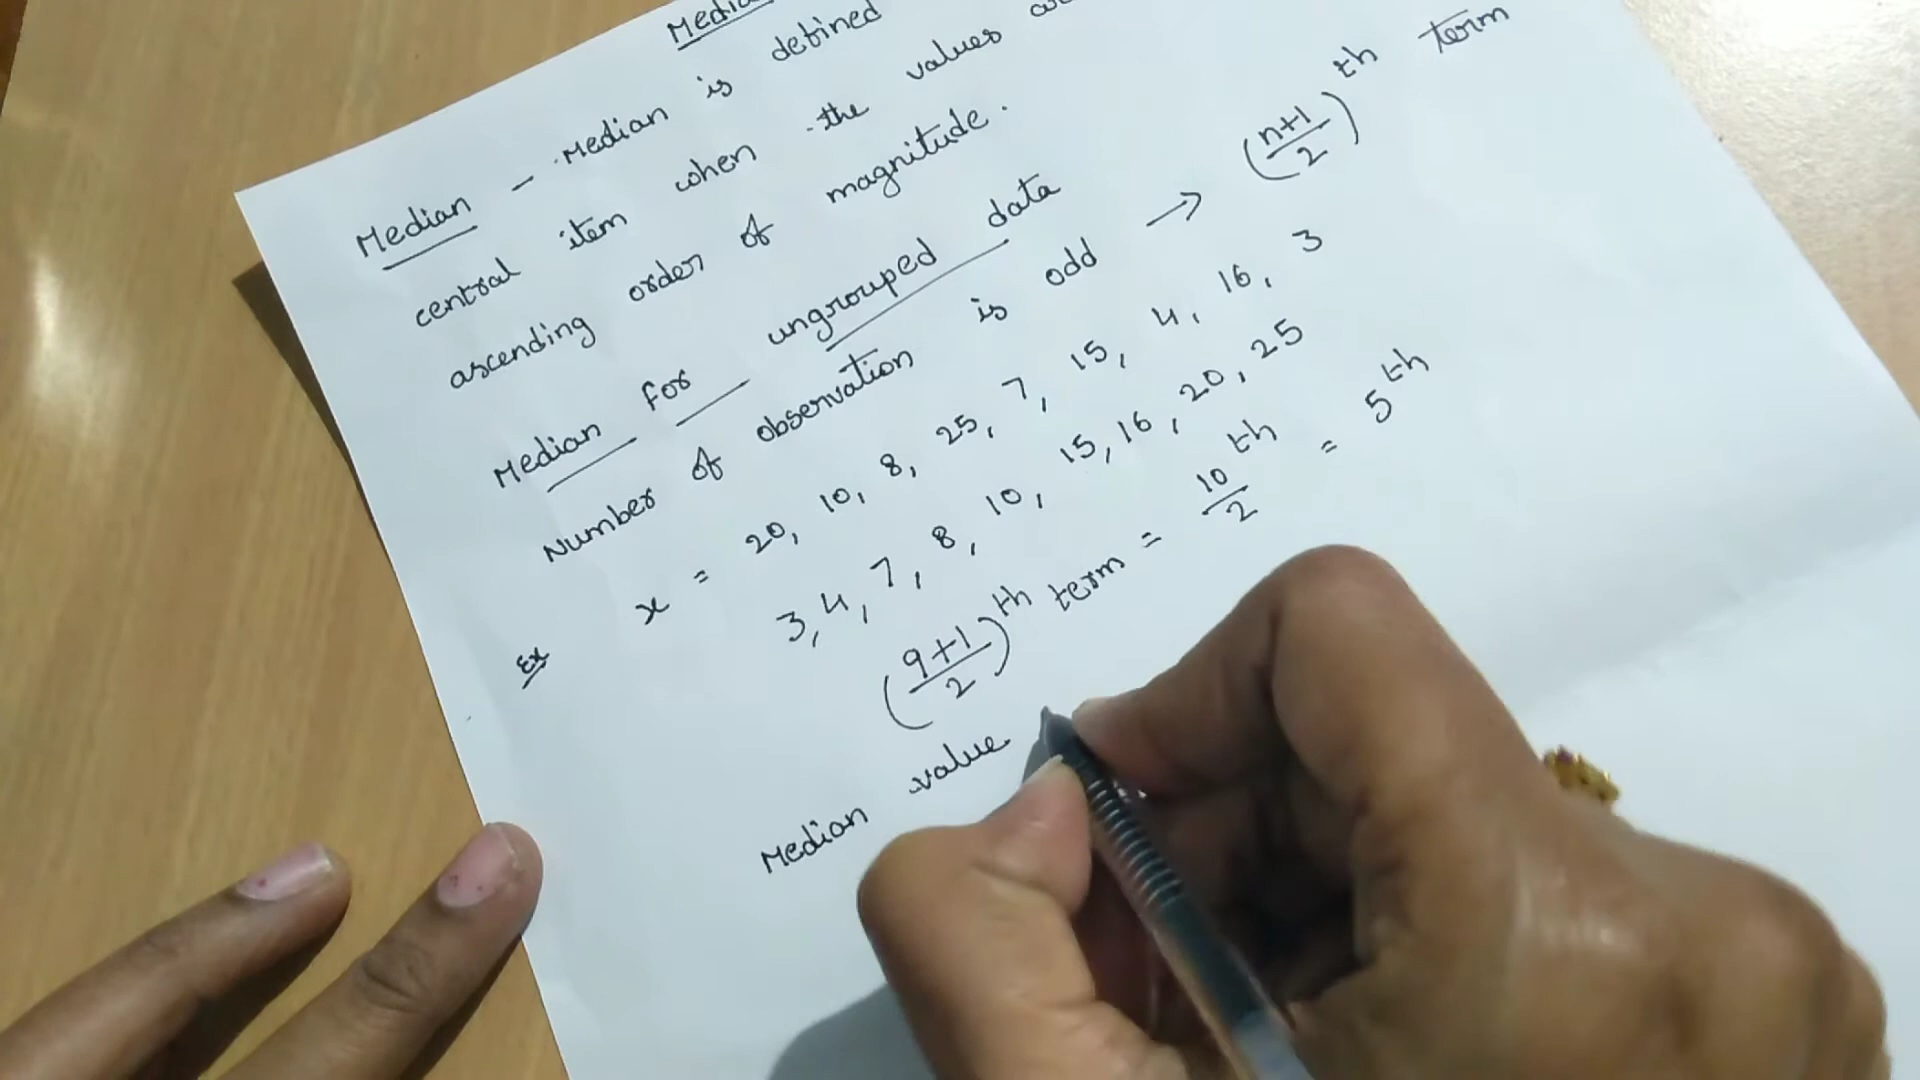 Median - Median is defined
central item when the values
ascending order of magnitude.
Median for ungrouped data
Number of observation is odd → (n+1/2)^th term
Ex x = 20, 10, 8, 25, 7, 15, 4, 16, 3
3, 4, 7, 8, 10, 15, 16, 20, 25
(9+1/2)^th term = 10/2^th = 5^th
Median value